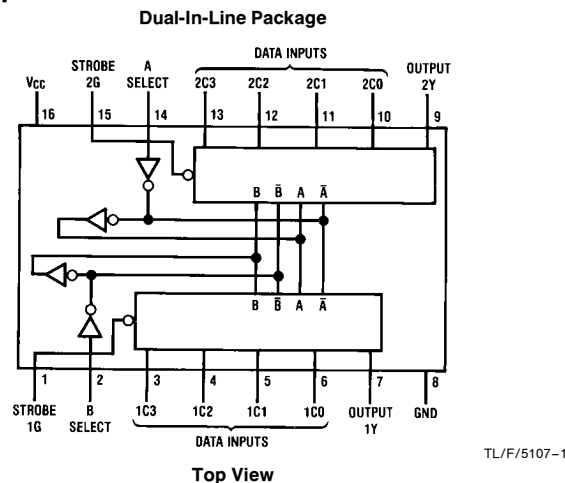 Dual-In-Line Package
DATA INPUTS
STROBE A OUTPUT
VCC 2G SELECT 2C3 2C2 2C1 2C0 2Y
16 15 14 13 12 11 10 9
B B̄ A Ā
B B̄ A Ā
1 2 3 4 5 6 7 8
STROBE B 1C3 1C2 1C1 1C0 OUTPUT GND
1G SELECT 1Y
DATA INPUTS
TL/F/5107–1
Top View